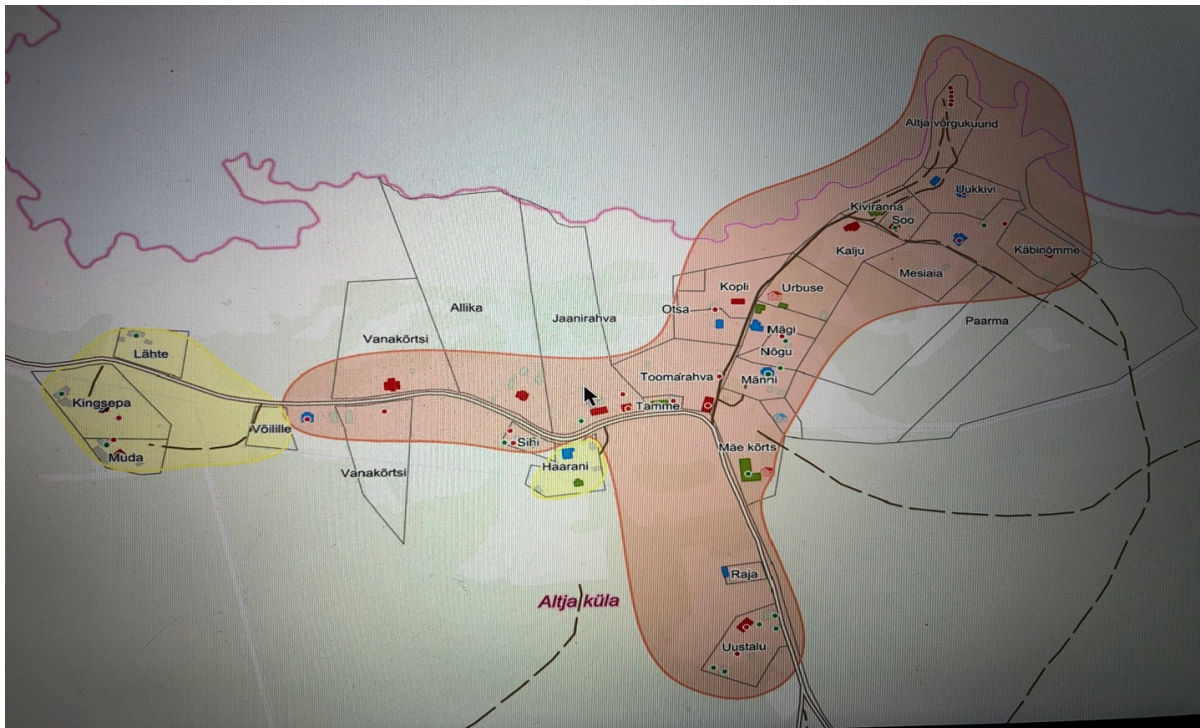 Altja võrgukuurid
Uukkivi
Kiviranna
Soo
Kalju
Käbinõmme
Mesiaia
Kopli
Urbuse
Otsa
Allika
Jaanirahva
Paarma
Mägi
Vanakõrtsi
Nõgu
Lähte
Toomarahva
Männi
Kingsepa
Tamme
Võilille
Sihi
Muda
Mäe kõrts
Haarani
Vanakõrtsi
Raja
Altja küla
Uustalu